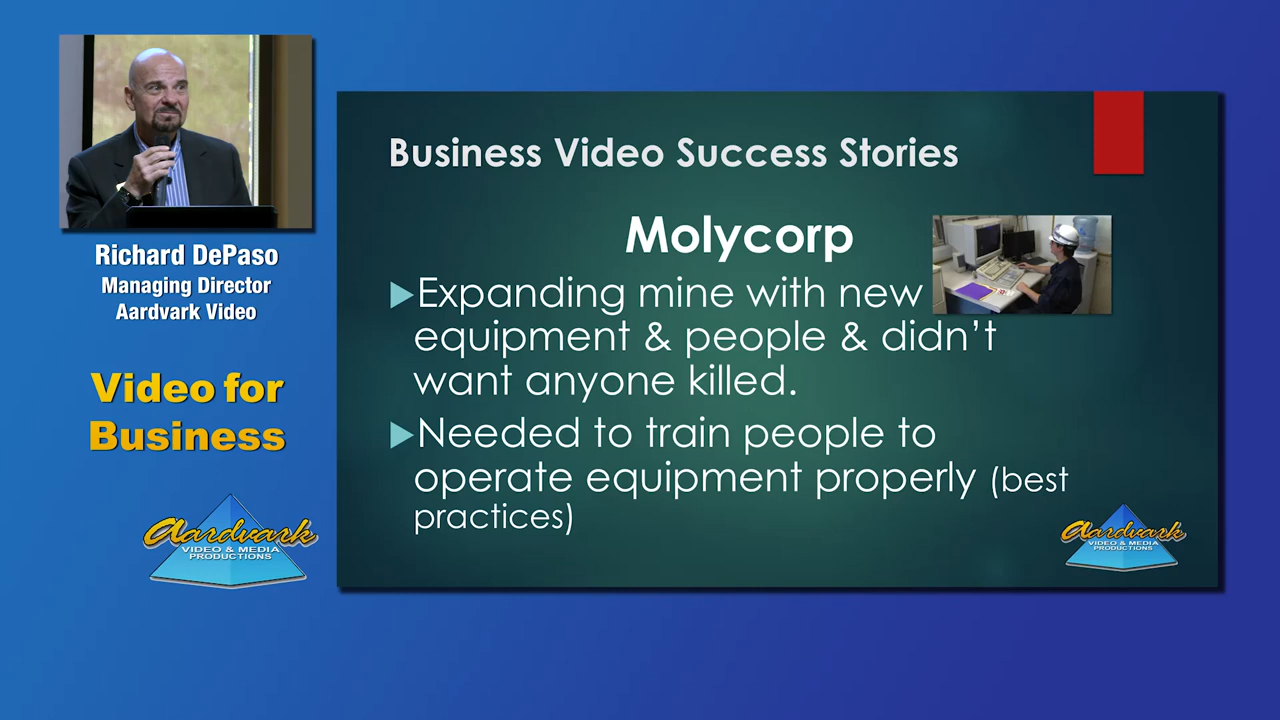 Richard DePaso
Managing Director
Aardvark Video
Video for
Business
Aardvark
VIDEO & MEDIA
PRODUCTIONS
Business Video Success Stories
Molycorp
Expanding mine with new
equipment & people & didn't
want anyone killed.
Needed to train people to
operate equipment properly (best
practices)
Aardvark
VIDEO & MEDIA
PRODUCTIONS